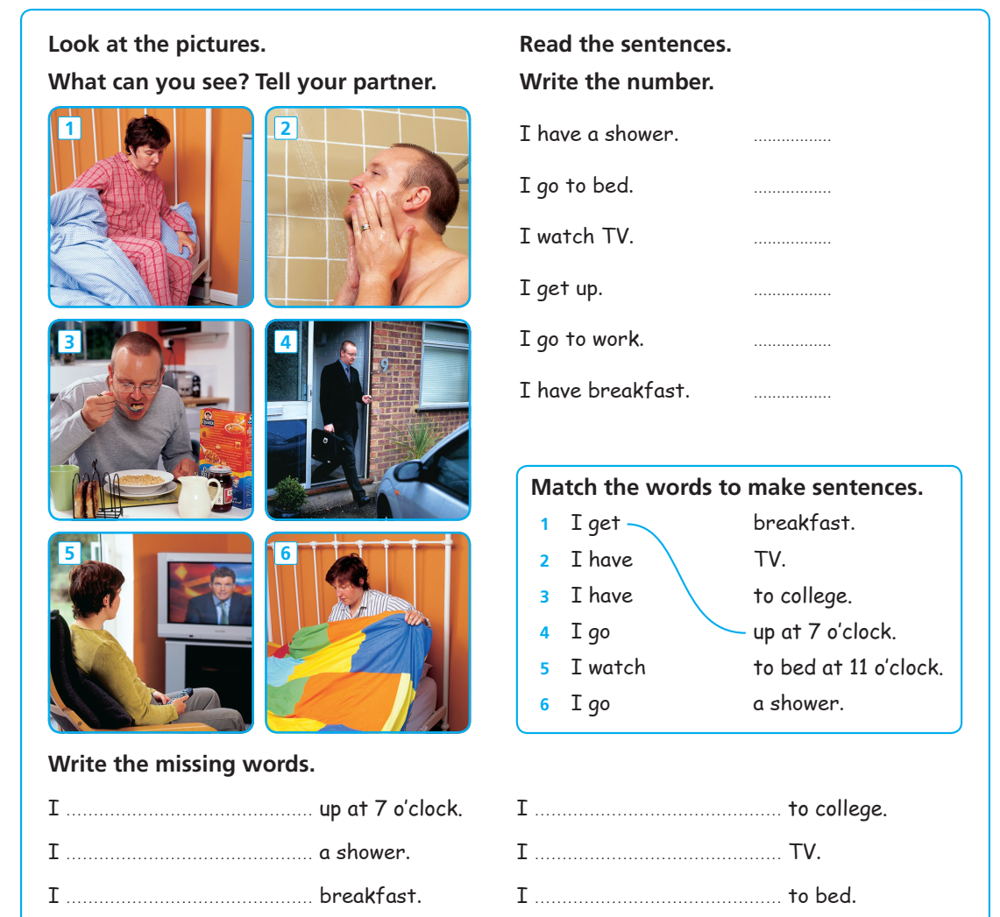 Look at the pictures.
What can you see? Tell your partner.
1
2
3
4
9
5
6
Read the sentences.
Write the number.
I have a shower. .................
I go to bed. .................
I watch TV. .................
I get up. .................
I go to work. .................
I have breakfast. .................
Match the words to make sentences.
1 I get breakfast.
2 I have TV.
3 I have to college.
4 I go up at 7 o'clock.
5 I watch to bed at 11 o'clock.
6 I go a shower.
Write the missing words.
I ............................................. up at 7 o'clock.
I ............................................. a shower.
I ............................................. breakfast.
I ............................................. to college.
I ............................................. TV.
I ............................................. to bed.